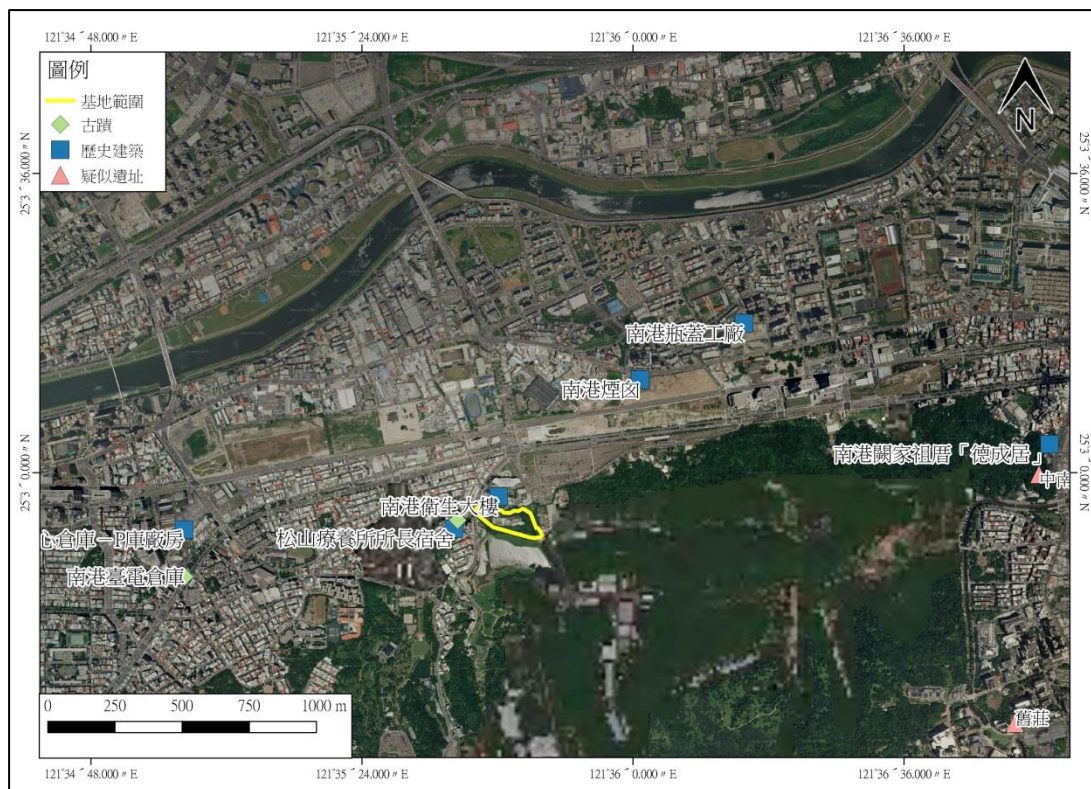 121°34´48.000〃E
121°35´24.000〃E
121°36´0.000〃E
121°36´36.000〃E
圖例
基地範圍
古蹟
歷史建築
疑似遺址
N
25°3´36.000〃N
25°3´36.000〃N
南港瓶蓋工廠
南港煙囪
南港闕家祖厝「德成居」
中南
25°3´0.000〃N
25°3´0.000〃N
南港衛生大樓
松山療養所所長宿舍
倉庫－P庫廠房
南港臺電倉庫
舊莊
0 250 500 750 1000 m
121°34´48.000〃E
121°35´24.000〃E
121°36´0.000〃E
121°36´36.000〃E